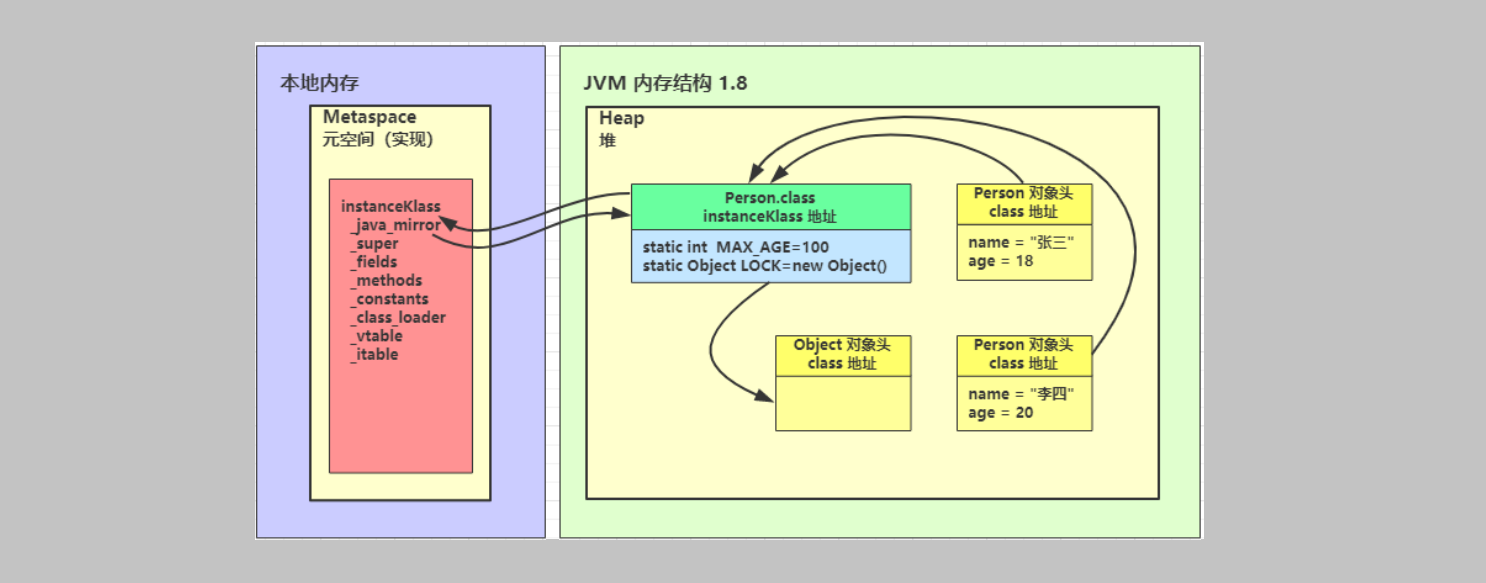 本地内存
Metaspace
元空间（实现）
instanceKlass
_java_mirror
_super
_fields
_methods
_constants
_class_loader
_vtable
_itable
JVM 内存结构 1.8
Heap
堆
Person.class
instanceKlass 地址
static int MAX_AGE=100
static Object LOCK=new Object()
Person 对象头
class 地址
name = "张三"
age = 18
Object 对象头
class 地址
Person 对象头
class 地址
name = "李四"
age = 20